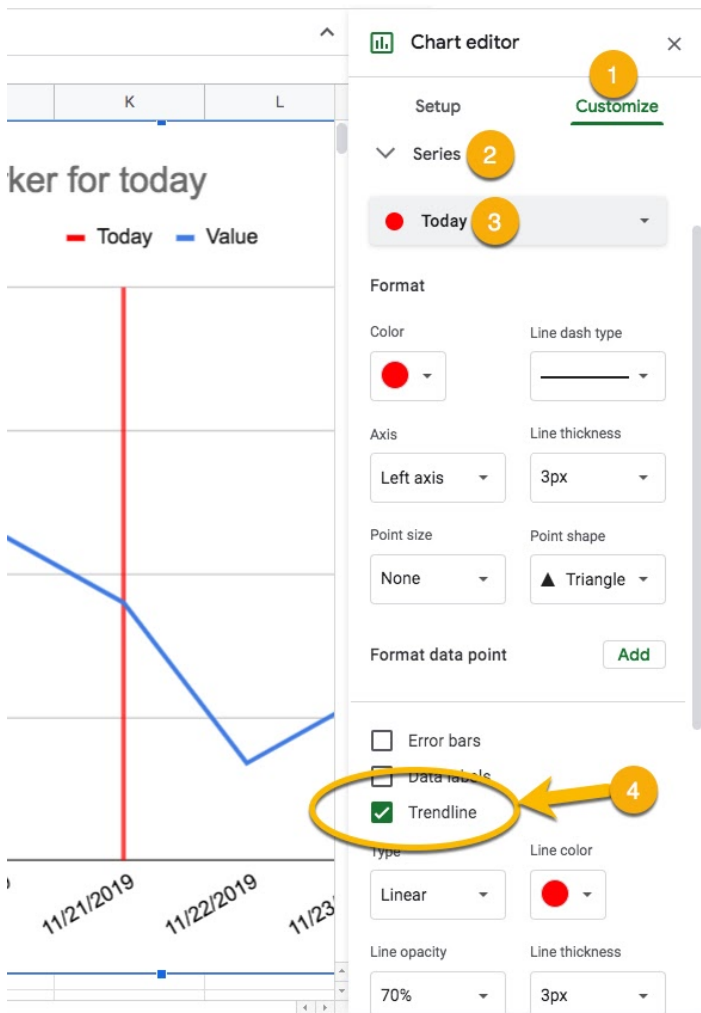 Chart editor
1
K L
Setup Customize
Series 2
ker for today
Today 3
Today Value
Format
Color Line dash type
Axis Line thickness
Left axis 3px
Point size Point shape
None Triangle
Format data point Add
Error bars
Data labels
4
Trendline
Type Line color
11/21/2019 11/22/2019 11/23
Linear
Line opacity Line thickness
70% 3px